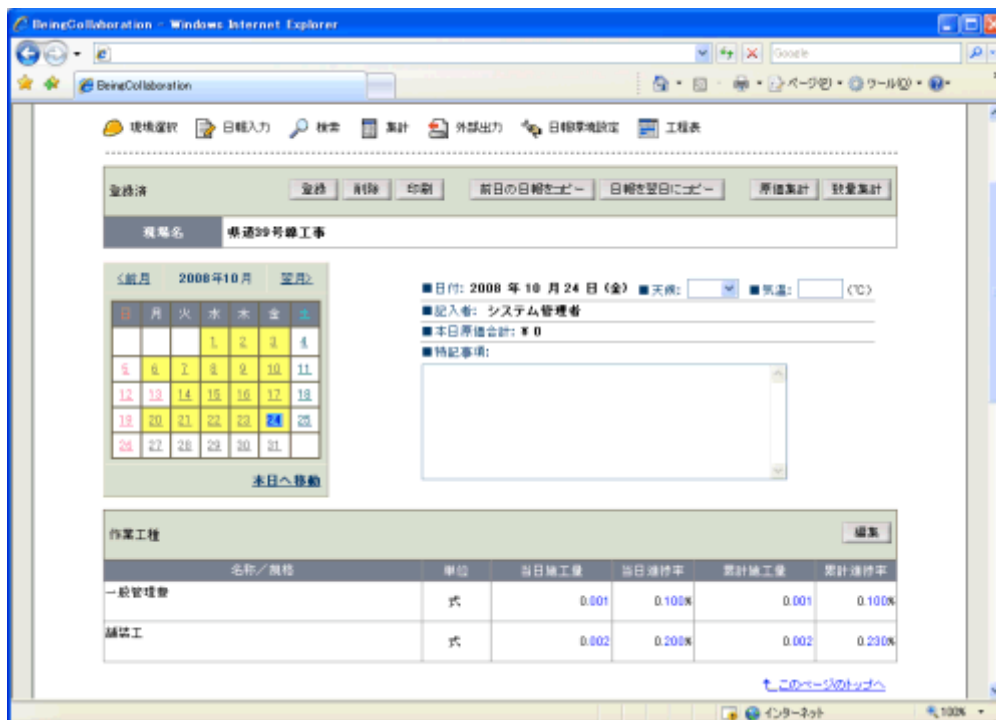 BeingCollaboration - Windows Internet Explorer
Google
BeingCollaboration ページ(P) ツール(O)
現場選択 日報入力 検索 集計 外部出力 日報環境設定 工程表
登録済 登録 削除 印刷 前日の日報をコピー 日報を翌日にコピー 原価集計 数量集計
現場名 県道39号線工事
<前月 2008年10月 翌月>
■日付: 2008 年 10 月 24 日 (金) ■天候: ■気温: (℃)
日 月 火 水 木 金 土
■記入者: システム管理者
1 2 3 4
■本日原価合計: ¥ 0
■特記事項:
5 6 7 8 9 10 11
12 13 14 15 16 17 18
19 20 21 22 23 24 25
26 27 28 29 30 31
本日へ移動
作業工種 編集
名称/規格 単位 当日施工量 当日進捗率 累計施工量 累計進捗率
一般管理費 式 0.001 0.100% 0.001 0.100%
舗装工 式 0.002 0.200% 0.002 0.230%
このページのトップへ
インターネット 100%